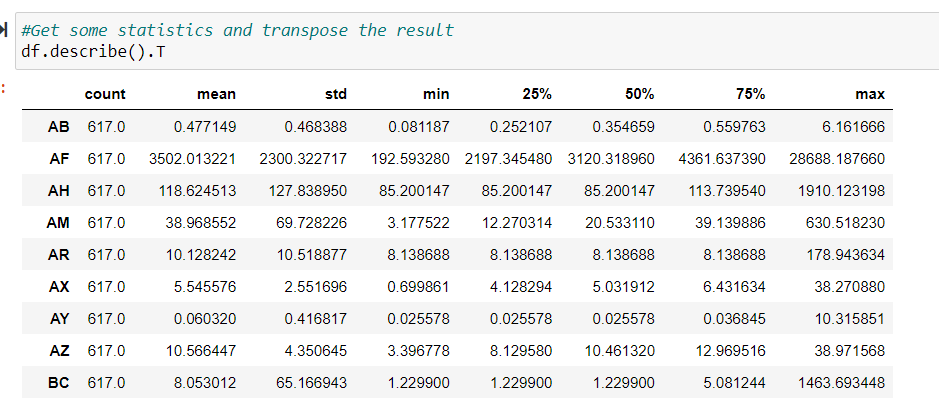 #Get some statistics and transpose the result
df.describe().T
:
count mean std min 25% 50% 75% max
AB 617.0 0.477149 0.468388 0.081187 0.252107 0.354659 0.559763 6.161666
AF 617.0 3502.013221 2300.322717 192.593280 2197.345480 3120.318960 4361.637390 28688.187660
AH 617.0 118.624513 127.838950 85.200147 85.200147 85.200147 113.739540 1910.123198
AM 617.0 38.968552 69.728226 3.177522 12.270314 20.533110 39.139886 630.518230
AR 617.0 10.128242 10.518877 8.138688 8.138688 8.138688 8.138688 178.943634
AX 617.0 5.545576 2.551696 0.699861 4.128294 5.031912 6.431634 38.270880
AY 617.0 0.060320 0.416817 0.025578 0.025578 0.025578 0.036845 10.315851
AZ 617.0 10.566447 4.350645 3.396778 8.129580 10.461320 12.969516 38.971568
BC 617.0 8.053012 65.166943 1.229900 1.229900 1.229900 5.081244 1463.693448